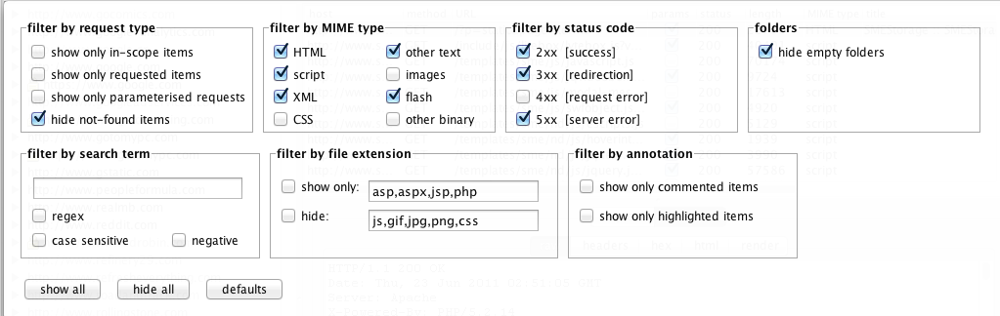 filter by request type
show only in-scope items
show only requested items
show only parameterised requests
hide not-found items
filter by MIME type
HTML other text
script images
XML flash
CSS other binary
filter by status code
2xx [success]
3xx [redirection]
4xx [request error]
5xx [server error]
folders
hide empty folders
filter by search term
regex
case sensitive negative
filter by file extension
show only: asp,aspx,jsp,php
hide: js,gif,jpg,png,css
filter by annotation
show only commented items
show only highlighted items
show all hide all defaults